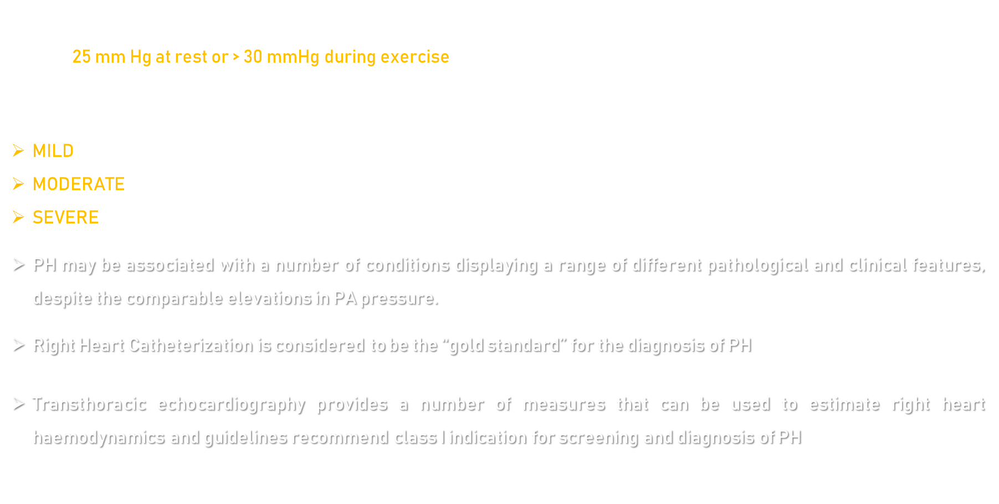 25 mm Hg at rest or > 30 mmHg during exercise
➢ MILD
➢ MODERATE
➢ SEVERE
➢ PH may be associated with a number of conditions displaying a range of different pathological and clinical features,
despite the comparable elevations in PA pressure.
➢ Right Heart Catheterization is considered to be the “gold standard” for the diagnosis of PH
➢ Transthoracic echocardiography provides a number of measures that can be used to estimate right heart
haemodynamics and guidelines recommend class I indication for screening and diagnosis of PH